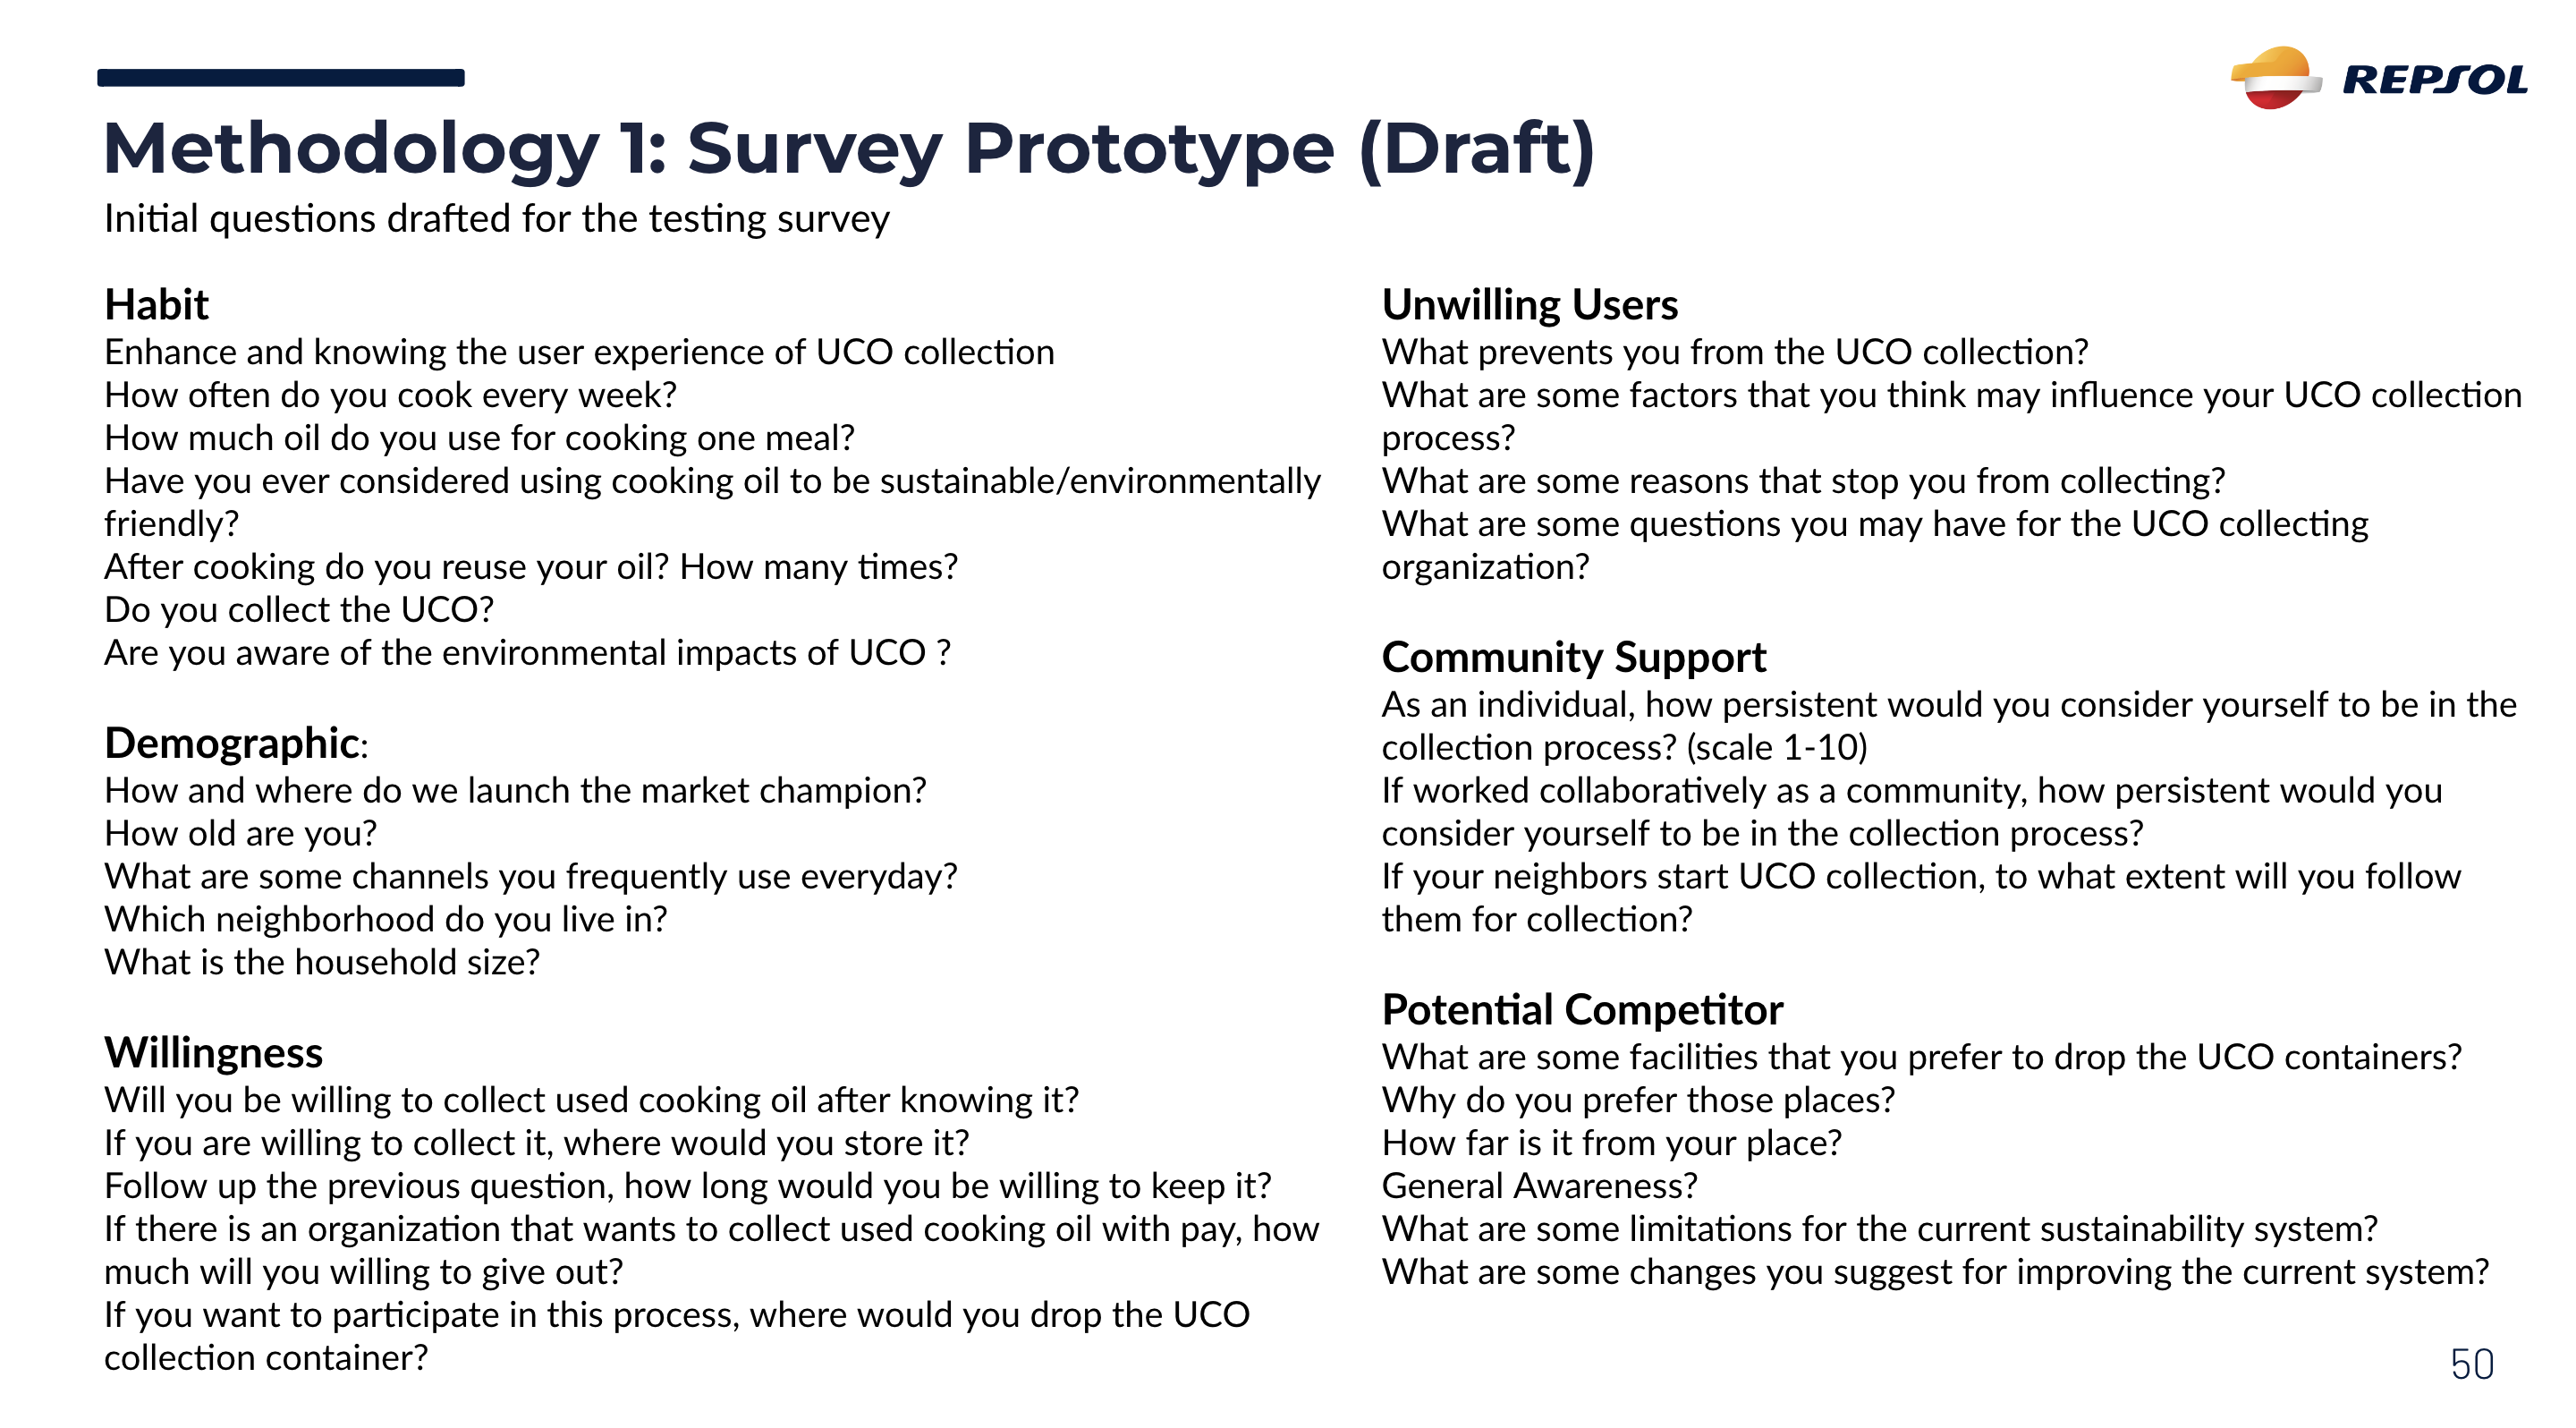 REPSOL
Methodology 1: Survey Prototype (Draft)
Initial questions drafted for the testing survey
Habit
Enhance and knowing the user experience of UCO collection
How often do you cook every week?
How much oil do you use for cooking one meal?
Have you ever considered using cooking oil to be sustainable/environmentally
friendly?
After cooking do you reuse your oil? How many times?
Do you collect the UCO?
Are you aware of the environmental impacts of UCO ?
Demographic:
How and where do we launch the market champion?
How old are you?
What are some channels you frequently use everyday?
Which neighborhood do you live in?
What is the household size?
Willingness
Will you be willing to collect used cooking oil after knowing it?
If you are willing to collect it, where would you store it?
Follow up the previous question, how long would you be willing to keep it?
If there is an organization that wants to collect used cooking oil with pay, how
much will you willing to give out?
If you want to participate in this process, where would you drop the UCO
collection container?
Unwilling Users
What prevents you from the UCO collection?
What are some factors that you think may influence your UCO collection
process?
What are some reasons that stop you from collecting?
What are some questions you may have for the UCO collecting
organization?
Community Support
As an individual, how persistent would you consider yourself to be in the
collection process? (scale 1-10)
If worked collaboratively as a community, how persistent would you
consider yourself to be in the collection process?
If your neighbors start UCO collection, to what extent will you follow
them for collection?
Potential Competitor
What are some facilities that you prefer to drop the UCO containers?
Why do you prefer those places?
How far is it from your place?
General Awareness?
What are some limitations for the current sustainability system?
What are some changes you suggest for improving the current system?
50